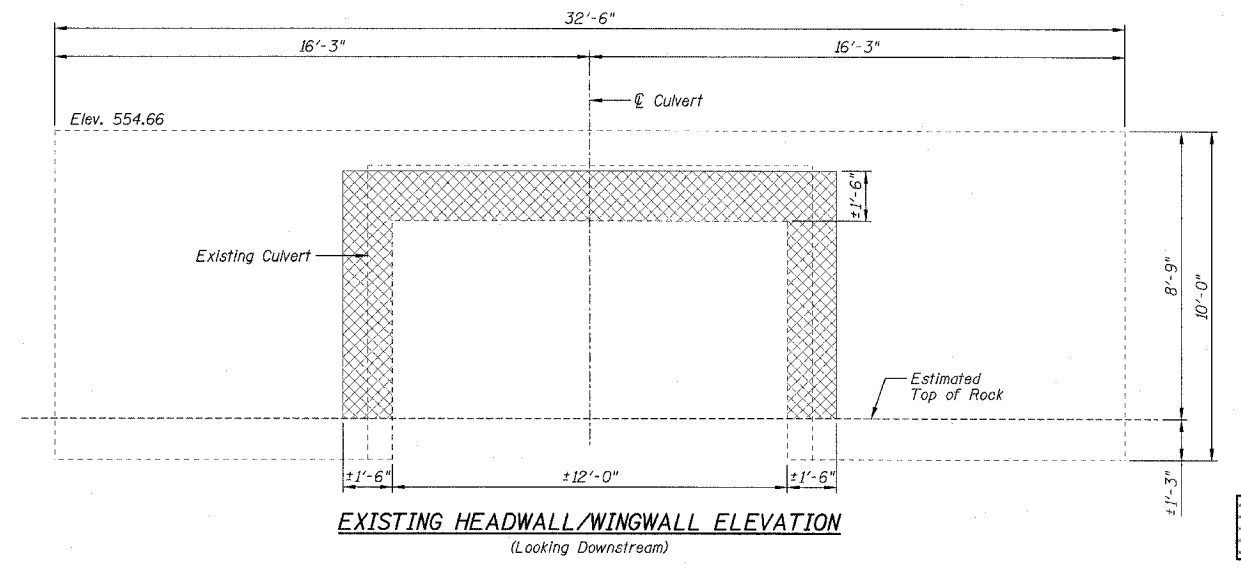 32'-6"
16'-3"
16'-3"
℄ Culvert
Elev. 554.66
±1'-6"
Existing Culvert
8'-9"
10'-0"
Estimated
Top of Rock
±1'-6"
±12'-0"
±1'-6"
±1'-3"
EXISTING HEADWALL/WINGWALL ELEVATION
(Looking Downstream)